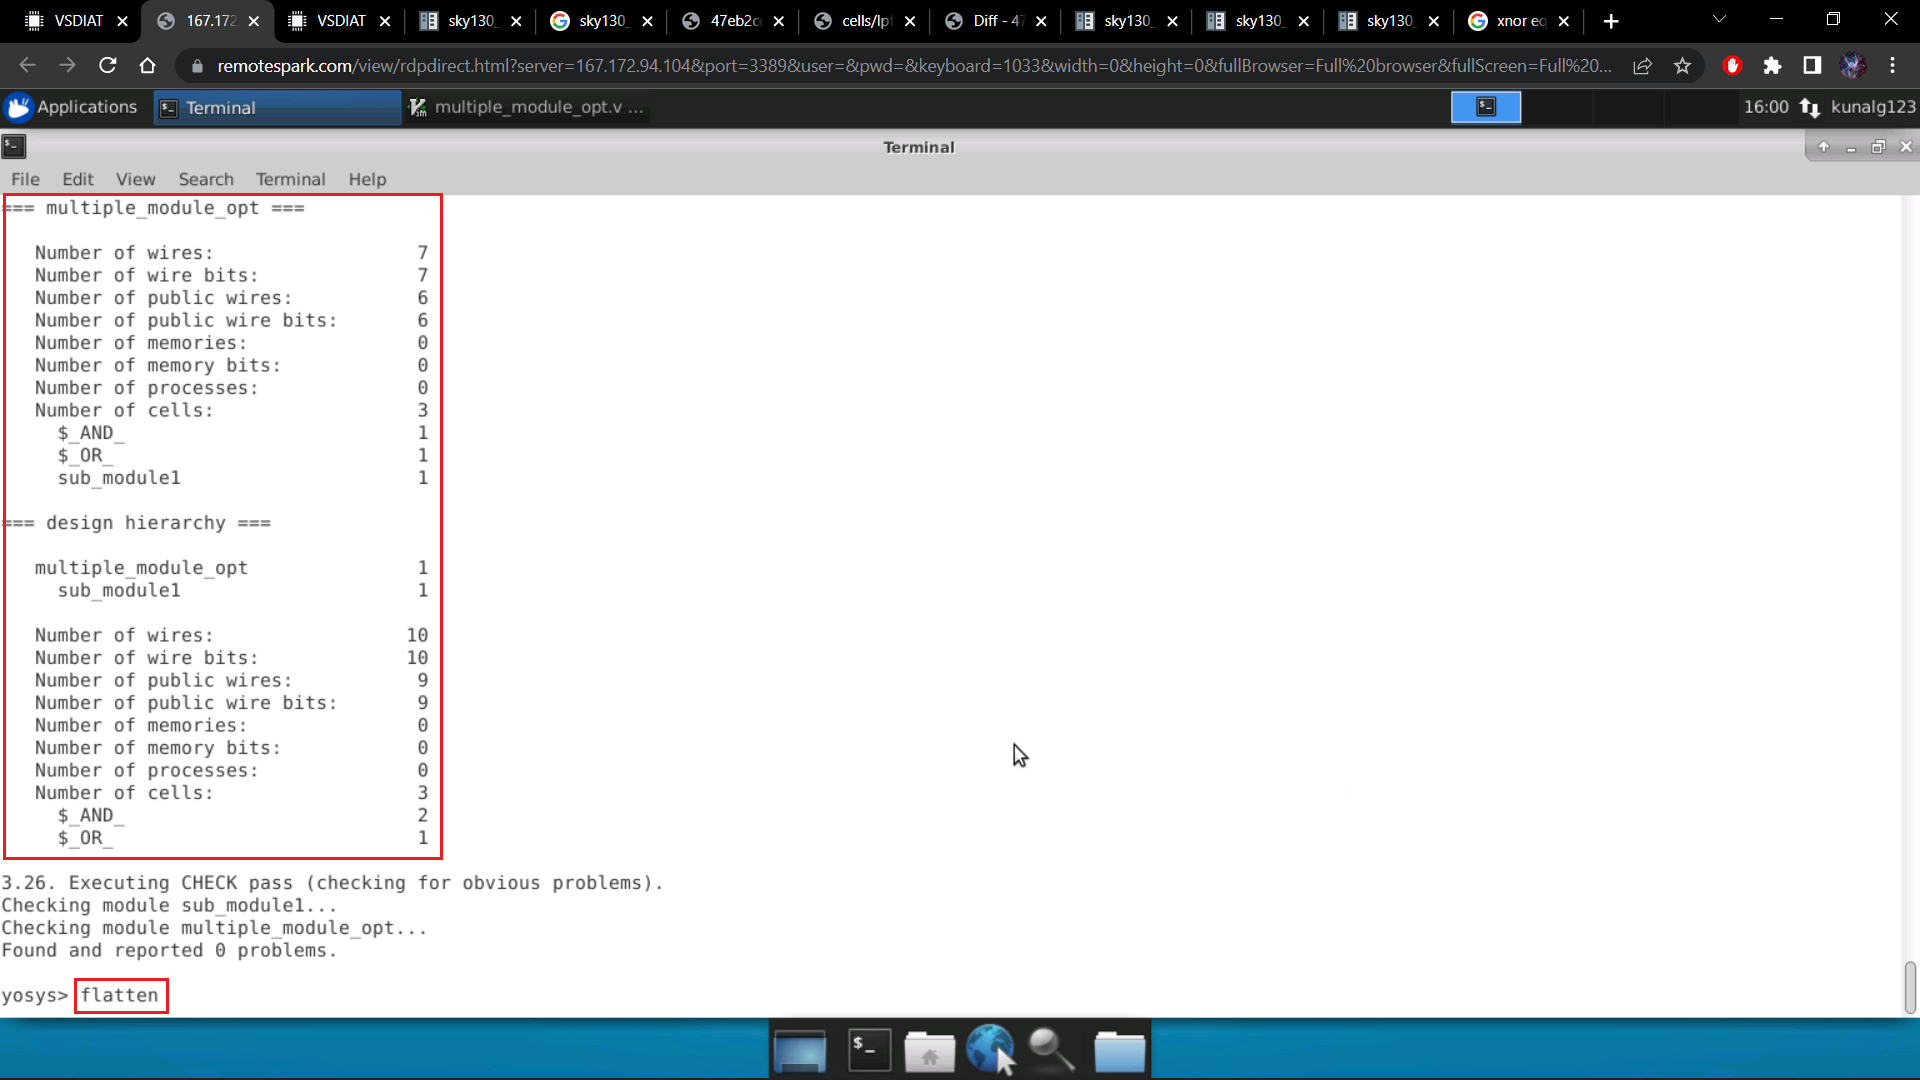 VSDIAT
167.172
VSDIAT
sky130_
sky130_
47eb2c
cells/lpf
Diff - 47
sky130_
sky130_
sky130_
xnor eq
remotespark.com/view/rdpdirect.html?server=167.172.94.104&port=3389&user=&pwd=&keyboard=1033&width=0&height=0&fullBrowser=Full%20browser&fullScreen=Full%20...
Applications
Terminal
multiple_module_opt.v ...
16:00
kunalg123
Terminal
File Edit View Search Terminal Help
=== multiple_module_opt ===
Number of wires: 7
Number of wire bits: 7
Number of public wires: 6
Number of public wire bits: 6
Number of memories: 0
Number of memory bits: 0
Number of processes: 0
Number of cells: 3
$_AND_ 1
$_OR_ 1
sub_module1 1
=== design hierarchy ===
multiple_module_opt 1
sub_module1 1
Number of wires: 10
Number of wire bits: 10
Number of public wires: 9
Number of public wire bits: 9
Number of memories: 0
Number of memory bits: 0
Number of processes: 0
Number of cells: 3
$_AND_ 2
$_OR_ 1
3.26. Executing CHECK pass (checking for obvious problems).
Checking module sub_module1...
Checking module multiple_module_opt...
Found and reported 0 problems.
yosys> flatten